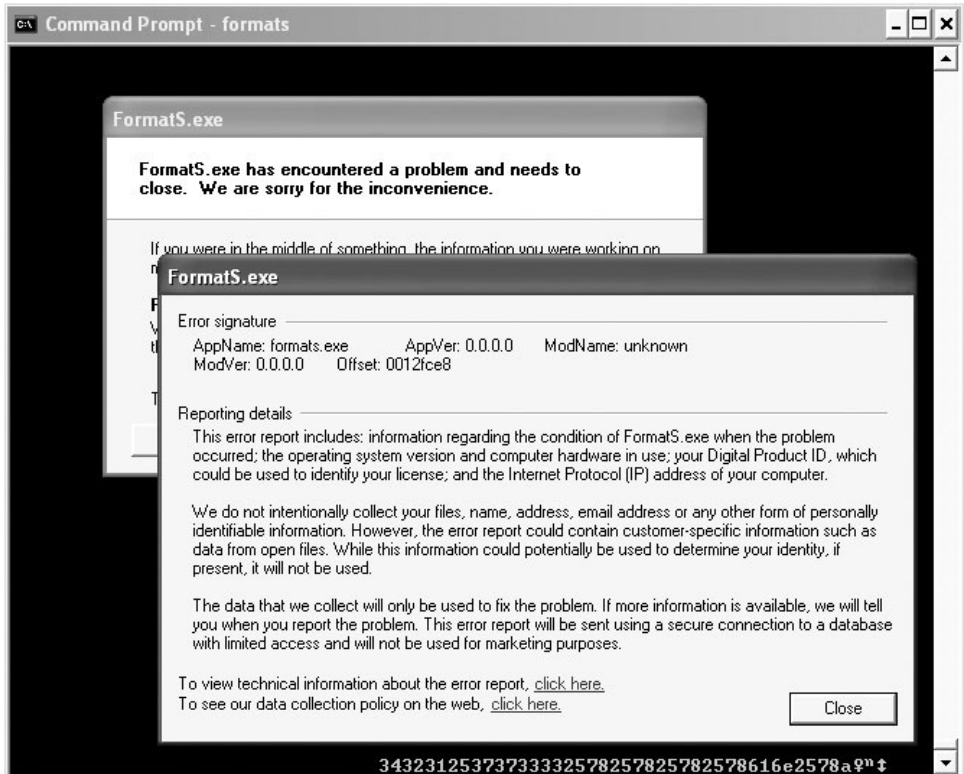 Command Prompt - formats
FormatS.exe
FormatS.exe has encountered a problem and needs to
close. We are sorry for the inconvenience.
If you were in the middle of something, the information you were working on
FormatS.exe
Error signature
AppName: formats.exe AppVer: 0.0.0.0 ModName: unknown
ModVer: 0.0.0.0 Offset: 0012fce8
Reporting details
This error report includes: information regarding the condition of FormatS.exe when the problem
occurred; the operating system version and computer hardware in use; your Digital Product ID, which
could be used to identify your license; and the Internet Protocol (IP) address of your computer.
We do not intentionally collect your files, name, address, email address or any other form of personally
identifiable information. However, the error report could contain customer-specific information such as
data from open files. While this information could potentially be used to determine your identity, if
present, it will not be used.
The data that we collect will only be used to fix the problem. If more information is available, we will tell
you when you report the problem. This error report will be sent using a secure connection to a database
with limited access and will not be used for marketing purposes.
To view technical information about the error report, click here.
To see our data collection policy on the web, click here.
Close
343231253737333325782578257825782578616e2578a♀ⁿ‡